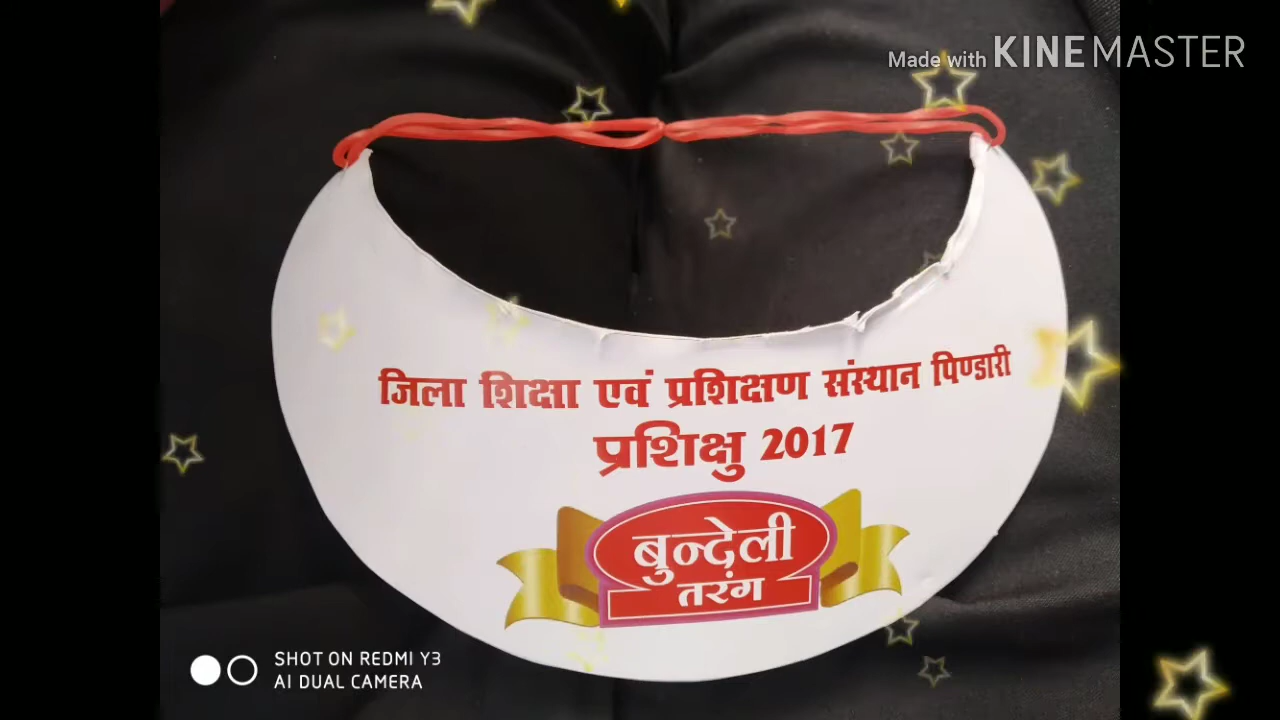 Made with KINEMASTER
जिला शिक्षा एवं प्रशिक्षण संस्थान पिण्डारी
प्रशिक्षु 2017
बुन्देली
तरंग
SHOT ON REDMI Y3
AI DUAL CAMERA